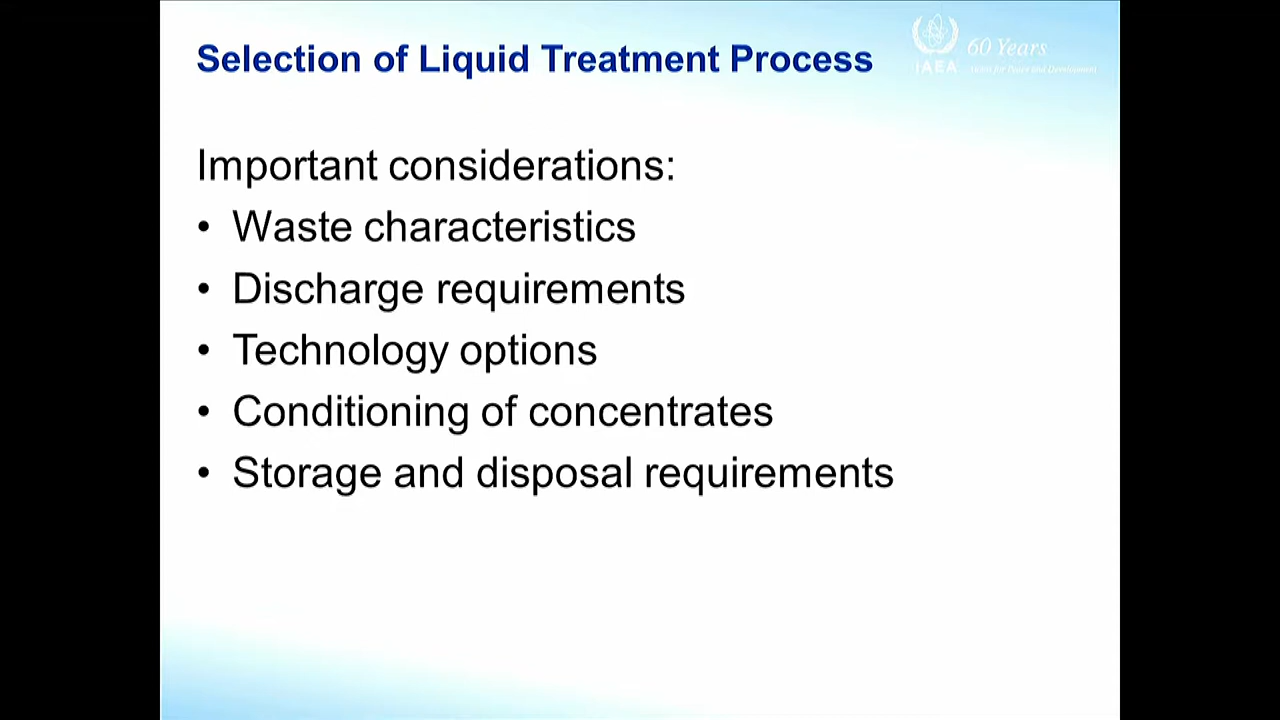 Selection of Liquid Treatment Process
60 Years
IAEA
Important considerations:
• Waste characteristics
• Discharge requirements
• Technology options
• Conditioning of concentrates
• Storage and disposal requirements